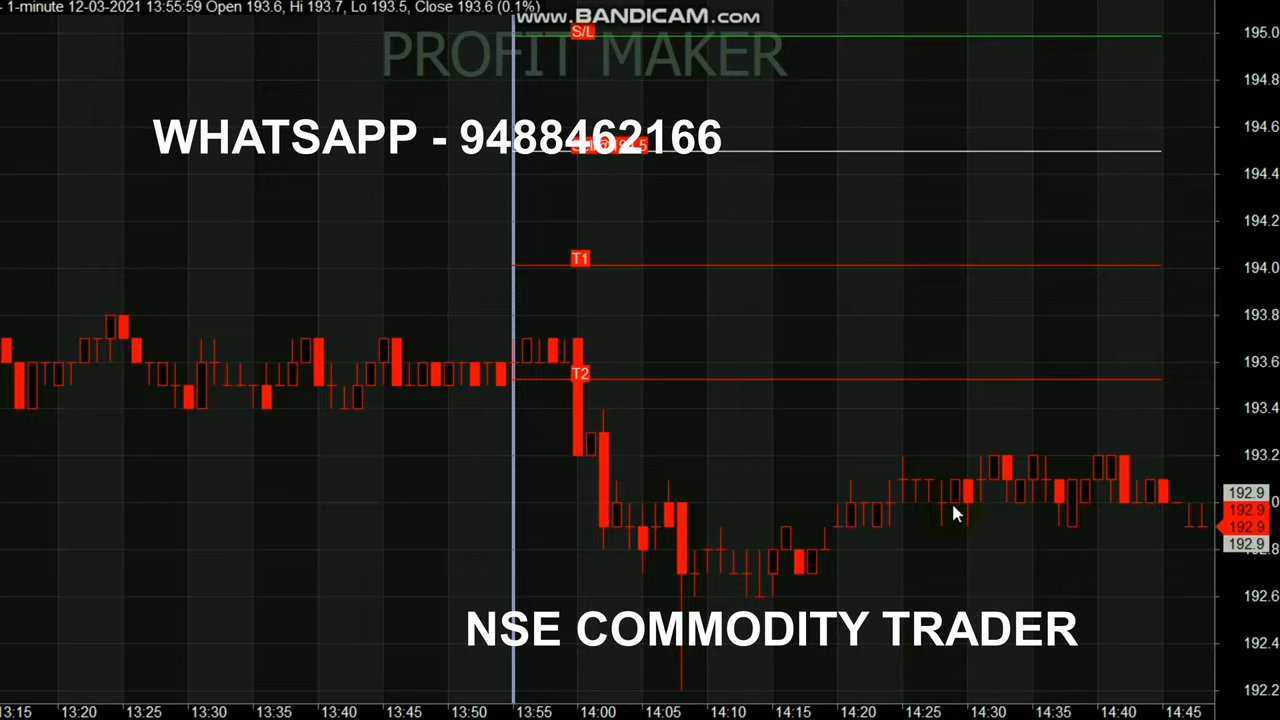 - 1-minute 12-03-2021 13:55:59 Open 193.6, Hi 193.7, Lo 193.5, Close 193.6 (0.1%)
www.BANDICAM.com
S/L
195.0
PROFIT MAKER
194.8
WHATSAPP - 9488462166
194.6
194.4
194.2
T1
194.0
193.8
193.6
T2
193.4
193.2
192.9
192.9
192.9
192.9
192.6
NSE COMMODITY TRADER
192.4
192.2
13:15 13:20 13:25 13:30 13:35 13:40 13:45 13:50 13:55 14:00 14:05 14:10 14:15 14:20 14:25 14:30 14:35 14:40 14:45